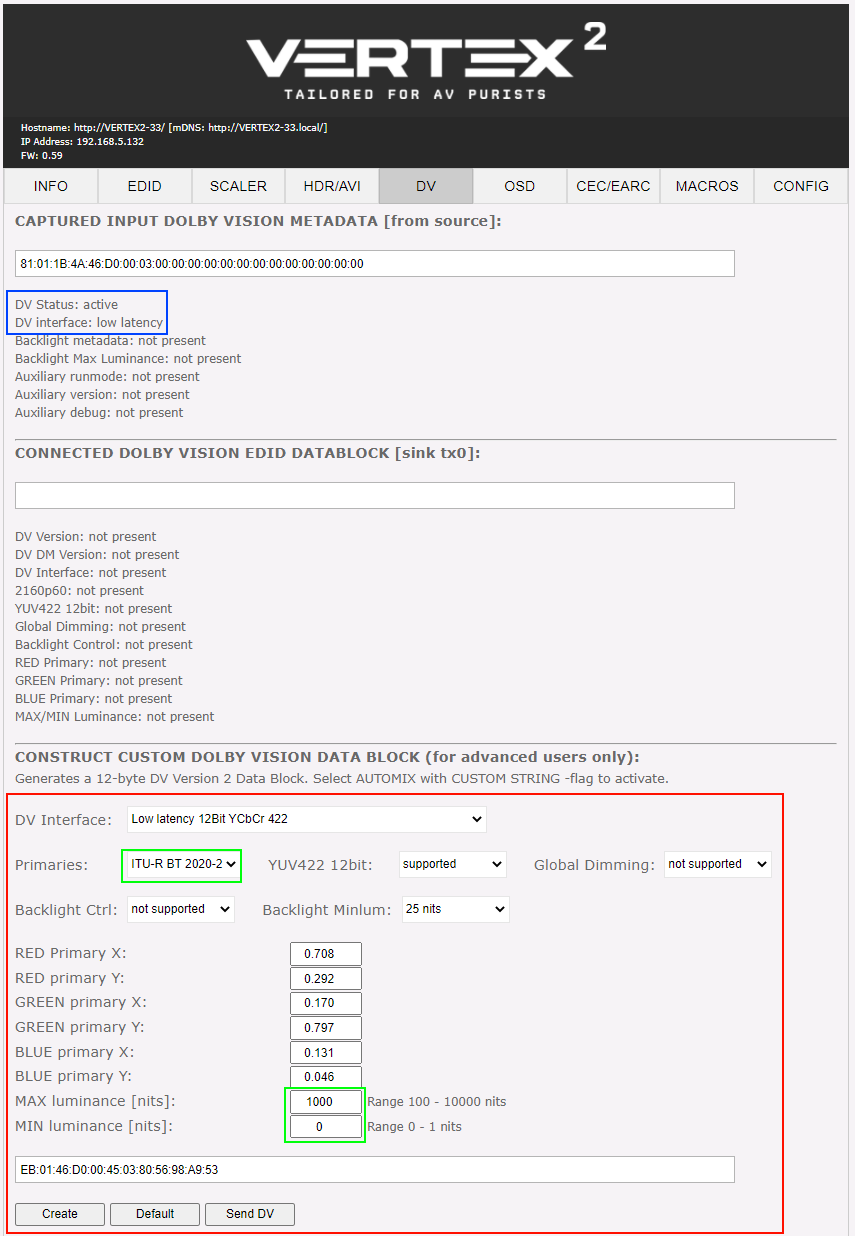 VERTEX 2
TAILORED FOR AV PURISTS
Hostname: http://VERTEX2-33/ [mDNS: http://VERTEX2-33.local/]
IP Address: 192.168.5.132
FW: 0.59
INFO EDID SCALER HDR/AVI DV OSD CEC/EARC MACROS CONFIG
CAPTURED INPUT DOLBY VISION METADATA [from source]:
81:01:1B:4A:46:D0:00:03:00:00:00:00:00:00:00:00:00:00:00:00:00
DV Status: active
DV interface: low latency
Backlight metadata: not present
Backlight Max Luminance: not present
Auxiliary runmode: not present
Auxiliary version: not present
Auxiliary debug: not present
CONNECTED DOLBY VISION EDID DATABLOCK [sink tx0]:
DV Version: not present
DV DM Version: not present
DV Interface: not present
2160p60: not present
YUV422 12bit: not present
Global Dimming: not present
Backlight Control: not present
RED Primary: not present
GREEN Primary: not present
BLUE Primary: not present
MAX/MIN Luminance: not present
CONSTRUCT CUSTOM DOLBY VISION DATA BLOCK (for advanced users only):
Generates a 12-byte DV Version 2 Data Block. Select AUTOMIX with CUSTOM STRING -flag to activate.
DV Interface: Low latency 12Bit YCbCr 422
Primaries: ITU-R BT 2020-2 YUV422 12bit: supported Global Dimming: not supported
Backlight Ctrl: not supported Backlight Minlum: 25 nits
RED Primary X: 0.708
RED primary Y: 0.292
GREEN primary X: 0.170
GREEN primary Y: 0.797
BLUE primary X: 0.131
BLUE primary Y: 0.046
MAX luminance [nits]: 1000 Range 100 - 10000 nits
MIN luminance [nits]: 0 Range 0 - 1 nits
EB:01:46:D0:00:45:03:80:56:98:A9:53
Create Default Send DV